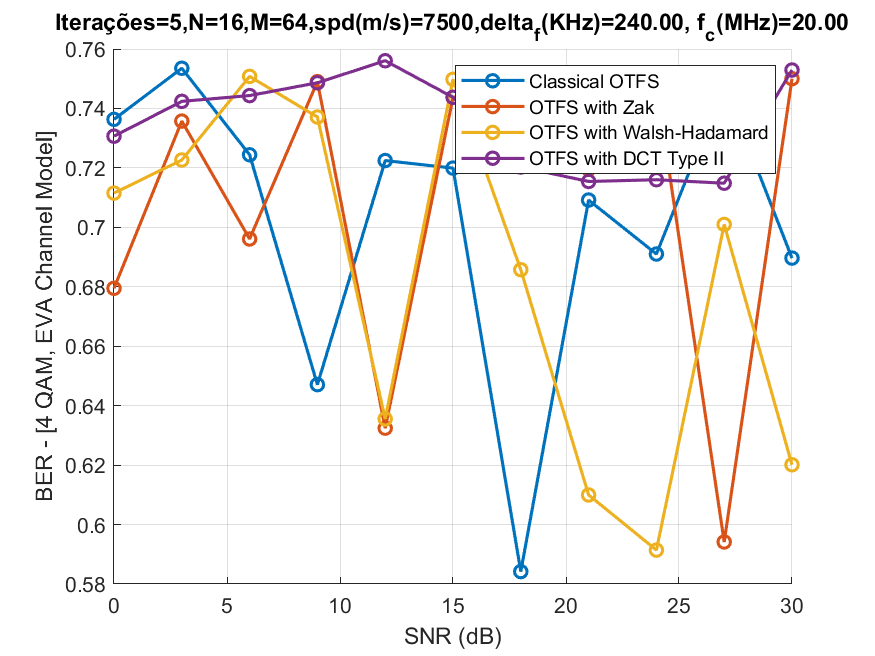 Iterações=5,N=16,M=64,spd(m/s)=7500,delta_f(KHz)=240.00, f_c(MHz)=20.00
0.76
0.74
0.72
0.7
0.68
0.66
0.64
0.62
0.6
0.58
BER - [4 QAM, EVA Channel Model]
Classical OTFS
OTFS with Zak
OTFS with Walsh-Hadamard
OTFS with DCT Type II
0 5 10 15 20 25 30
SNR (dB)